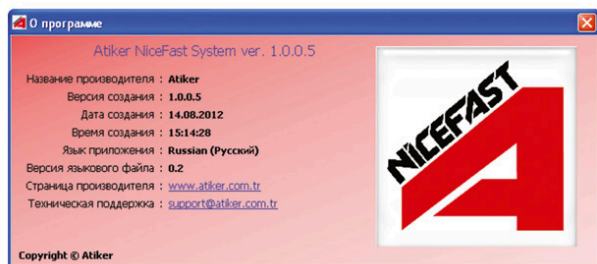 О программе
Atiker NiceFast System ver. 1.0.0.5
Название производителя : Atiker
Версия создания : 1.0.0.5
Дата создания : 14.08.2012
Время создания : 15:14:28
Язык приложения : Russian (Русский)
Версия языкового файла : 0.2
Страница производителя : www.atiker.com.tr
Техническая поддержка : support@atiker.com.tr
NICEFAST
Copyright © Atiker